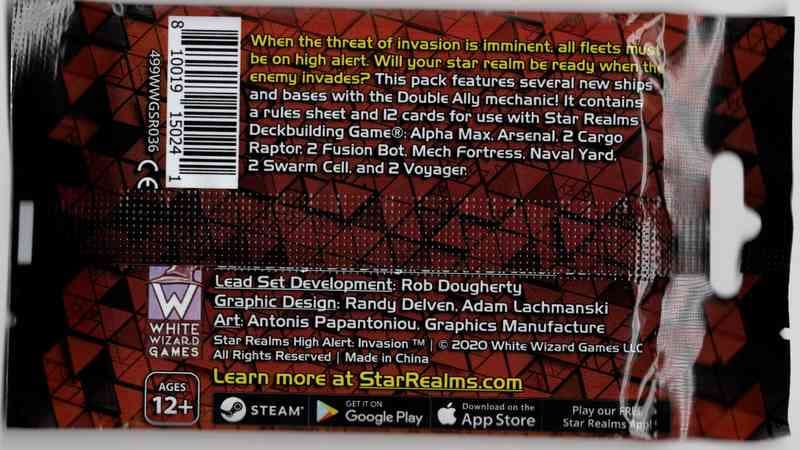 When the threat of invasion is imminent, all fleets must
be on high alert. Will your star realm be ready when the
enemy invades? This pack features several new ships
and bases with the Double Ally mechanic! It contains
a rules sheet and 12 cards for use with Star Realms
Deckbuilding Game®: Alpha Max, Arsenal, 2 Cargo
Raptor, 2 Fusion Bot, Mech Fortress, Naval Yard,
2 Swarm Cell, and 2 Voyager.
8 10019 15024 1
499WWGSR036
CE
Lead Set Development: Rob Dougherty
Graphic Design: Randy Delven, Adam Lachmanski
Art: Antonis Papantoniou, Graphics Manufacture
Star Realms High Alert: Invasion ™ | © 2020 White Wizard Games LLC
All Rights Reserved | Made in China
W
WHITE
WIZARD
GAMES
Learn more at StarRealms.com
AGES
12+
STEAM®
GET IT ON
Google Play
Download on the
App Store
Play our FREE
Star Realms App!